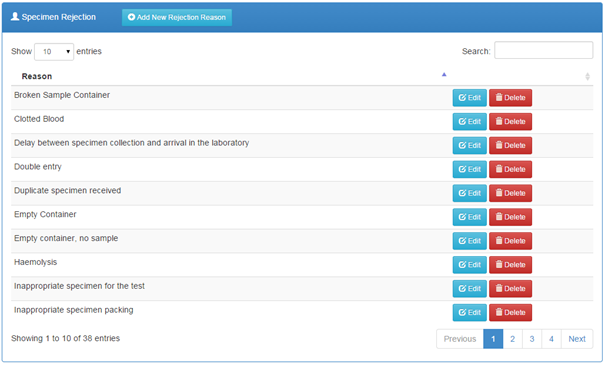 Specimen Rejection Add New Rejection Reason
Show 10 entries Search:
Reason
Broken Sample Container Edit Delete
Clotted Blood Edit Delete
Delay between specimen collection and arrival in the laboratory Edit Delete
Double entry Edit Delete
Duplicate specimen received Edit Delete
Empty Container Edit Delete
Empty container, no sample Edit Delete
Haemolysis Edit Delete
Inappropriate specimen for the test Edit Delete
Inappropriate specimen packing Edit Delete
Showing 1 to 10 of 38 entries Previous 1 2 3 4 Next